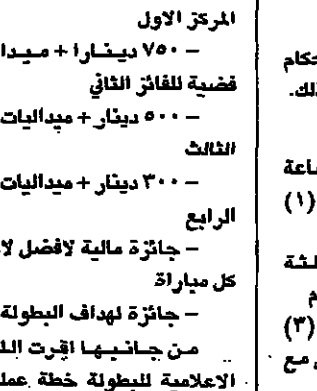 المركز الاول
– ٧٥٠ دينارا + ميدا
فضية للفائز الثاني
– ٥٠٠ دينار + ميداليات
الثالث
– ٣٠٠ دينار + ميداليات
الرابع
– جائزة مالية لافضل لا
كل مباراة
– جائزة لهداف البطولة
من جانبها اقرت الل
الاعلامية للبطولة خطة عمل
حكام
ذلك.
ساعة
(١)
لثة
م
(٣)
مع